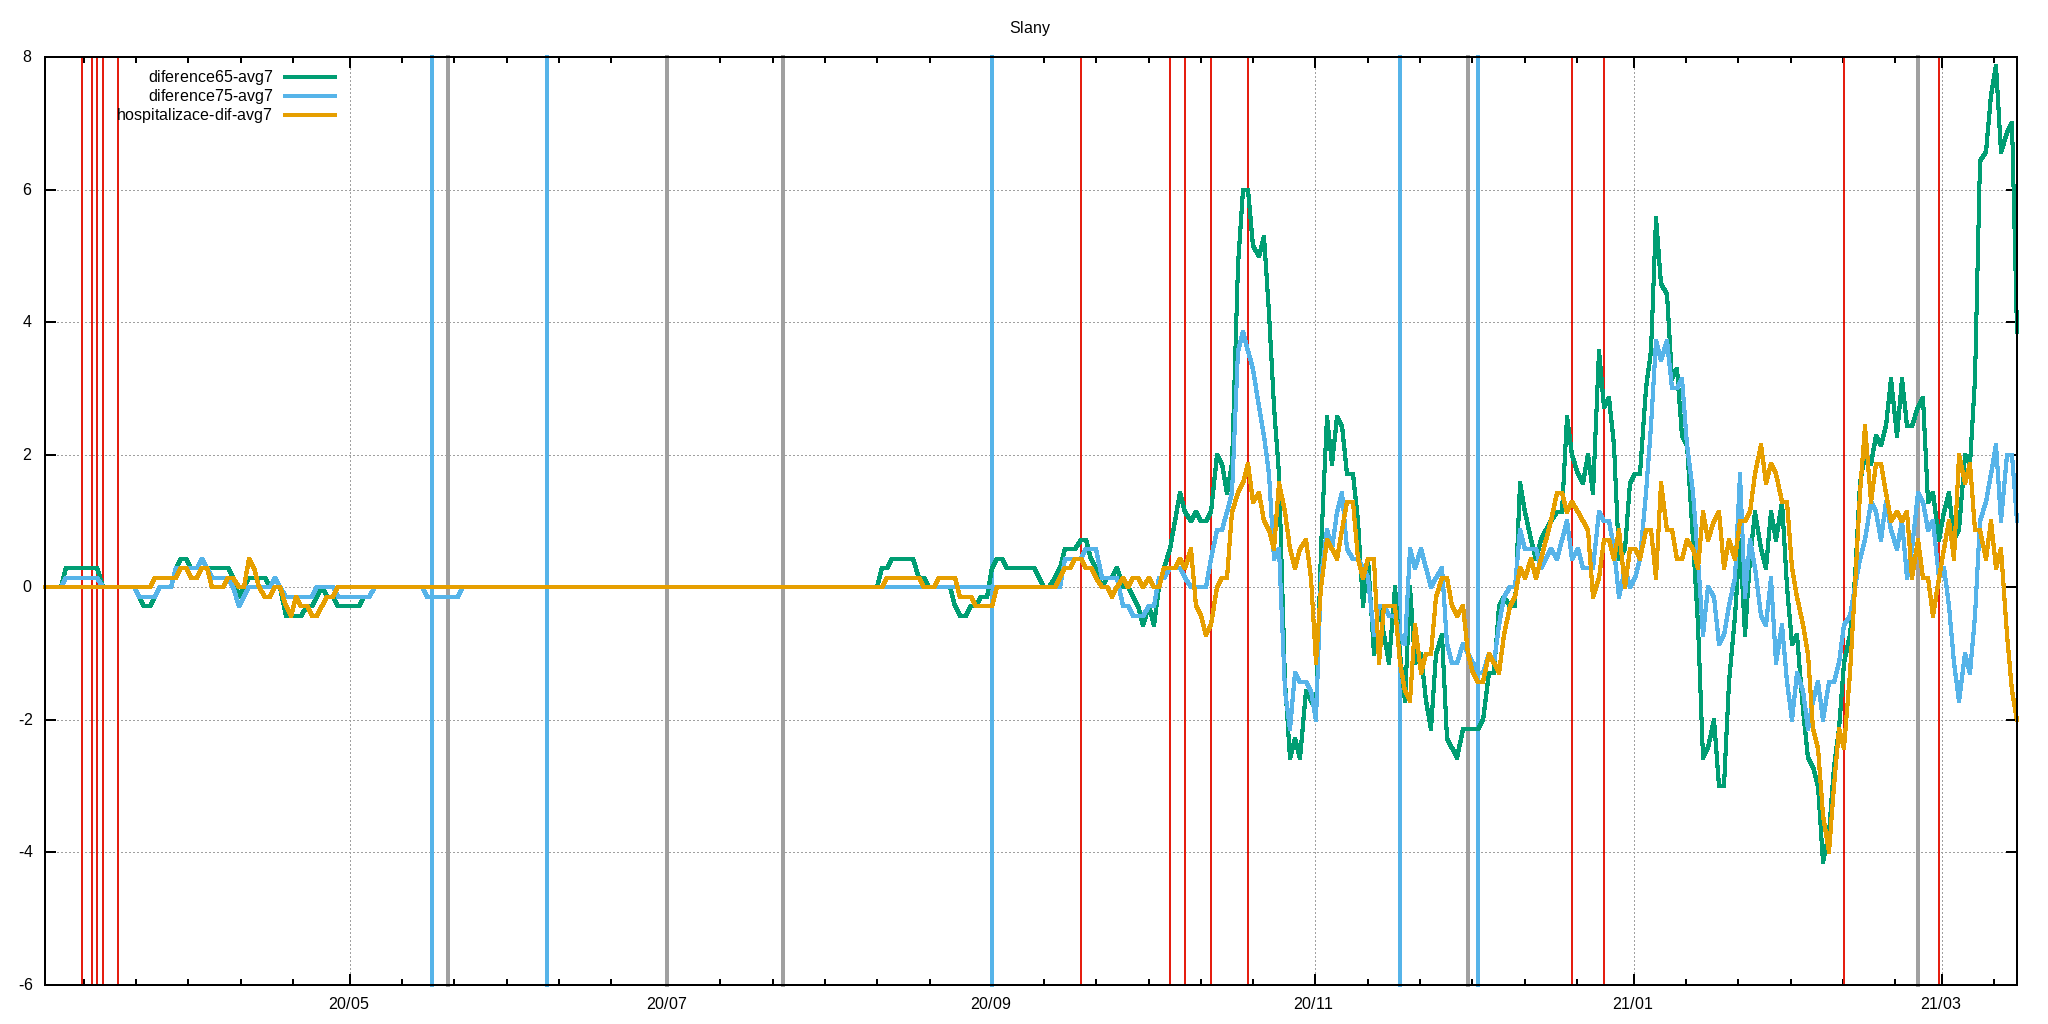 Slany
8
diference65-avg7
diference75-avg7
hospitalizace-dif-avg7
6
4
2
0
-2
-4
-6
20/05 20/07 20/09 20/11 21/01 21/03